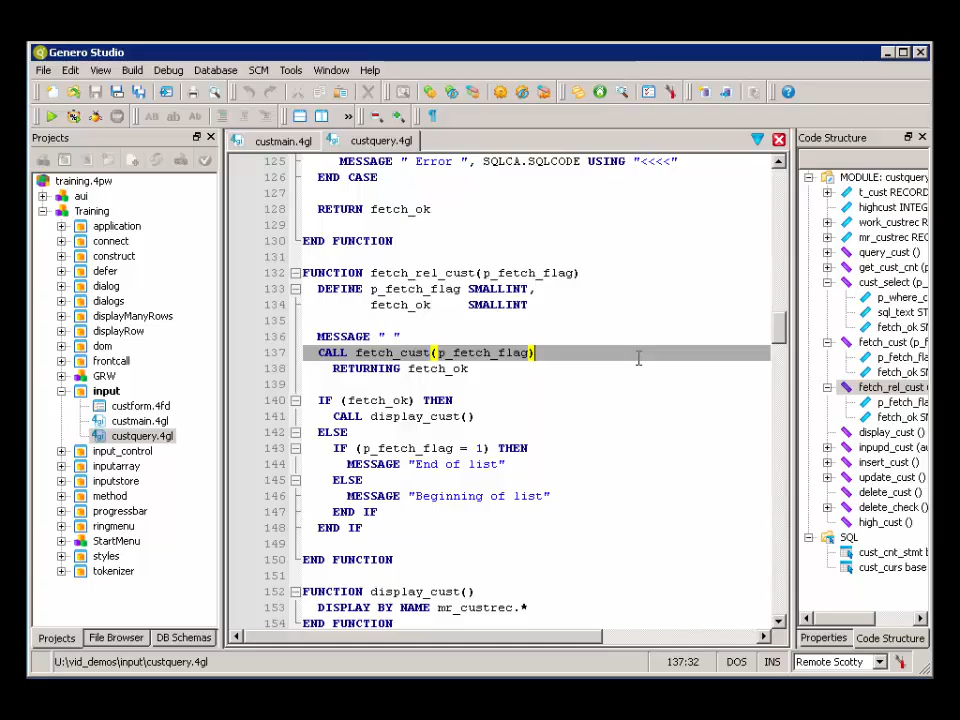 Genero Studio
File Edit View Build Debug Database SCM Tools Window Help
Projects
training.4pw
aui
Training
application
connect
construct
defer
dialog
dialogs
displayManyRows
displayRow
dom
frontcall
GRW
input
custform.4fd
custmain.4gl
custquery.4gl
input_control
inputarray
inputstore
method
progressbar
ringmenu
StartMenu
styles
tokenizer
Projects File Browser DB Schemas
custmain.4gl custquery.4gl
125 MESSAGE " Error ", SQLCA.SQLCODE USING "<<<<"
126 END CASE
127
128 RETURN fetch_ok
129
130 END FUNCTION
131
132 FUNCTION fetch_rel_cust(p_fetch_flag)
133 DEFINE p_fetch_flag SMALLINT,
134 fetch_ok SMALLINT
135
136 MESSAGE " "
137 CALL fetch_cust(p_fetch_flag)
138 RETURNING fetch_ok
139
140 IF (fetch_ok) THEN
141 CALL display_cust()
142 ELSE
143 IF (p_fetch_flag = 1) THEN
144 MESSAGE "End of list"
145 ELSE
146 MESSAGE "Beginning of list"
147 END IF
148 END IF
149
150 END FUNCTION
151
152 FUNCTION display_cust()
153 DISPLAY BY NAME mr_custrec.*
154 END FUNCTION
Code Structure
MODULE: custquery
t_cust RECORD
highcust INTEG
work_custrec RE
mr_custrec REC
query_cust ()
get_cust_cnt (p
cust_select (p_
p_where_c
sql_text ST
fetch_ok SM
fetch_cust (p_f
p_fetch_fla
fetch_ok SM
fetch_rel_cust
p_fetch_fla
fetch_ok SM
display_cust ()
inpupd_cust (au
insert_cust ()
update_cust ()
delete_cust ()
delete_check ()
high_cust ()
SQL
cust_cnt_stmt b
cust_curs base
Properties Code Structure
U:\vid_demos\input\custquery.4gl 137:32 DOS INS Remote Scotty